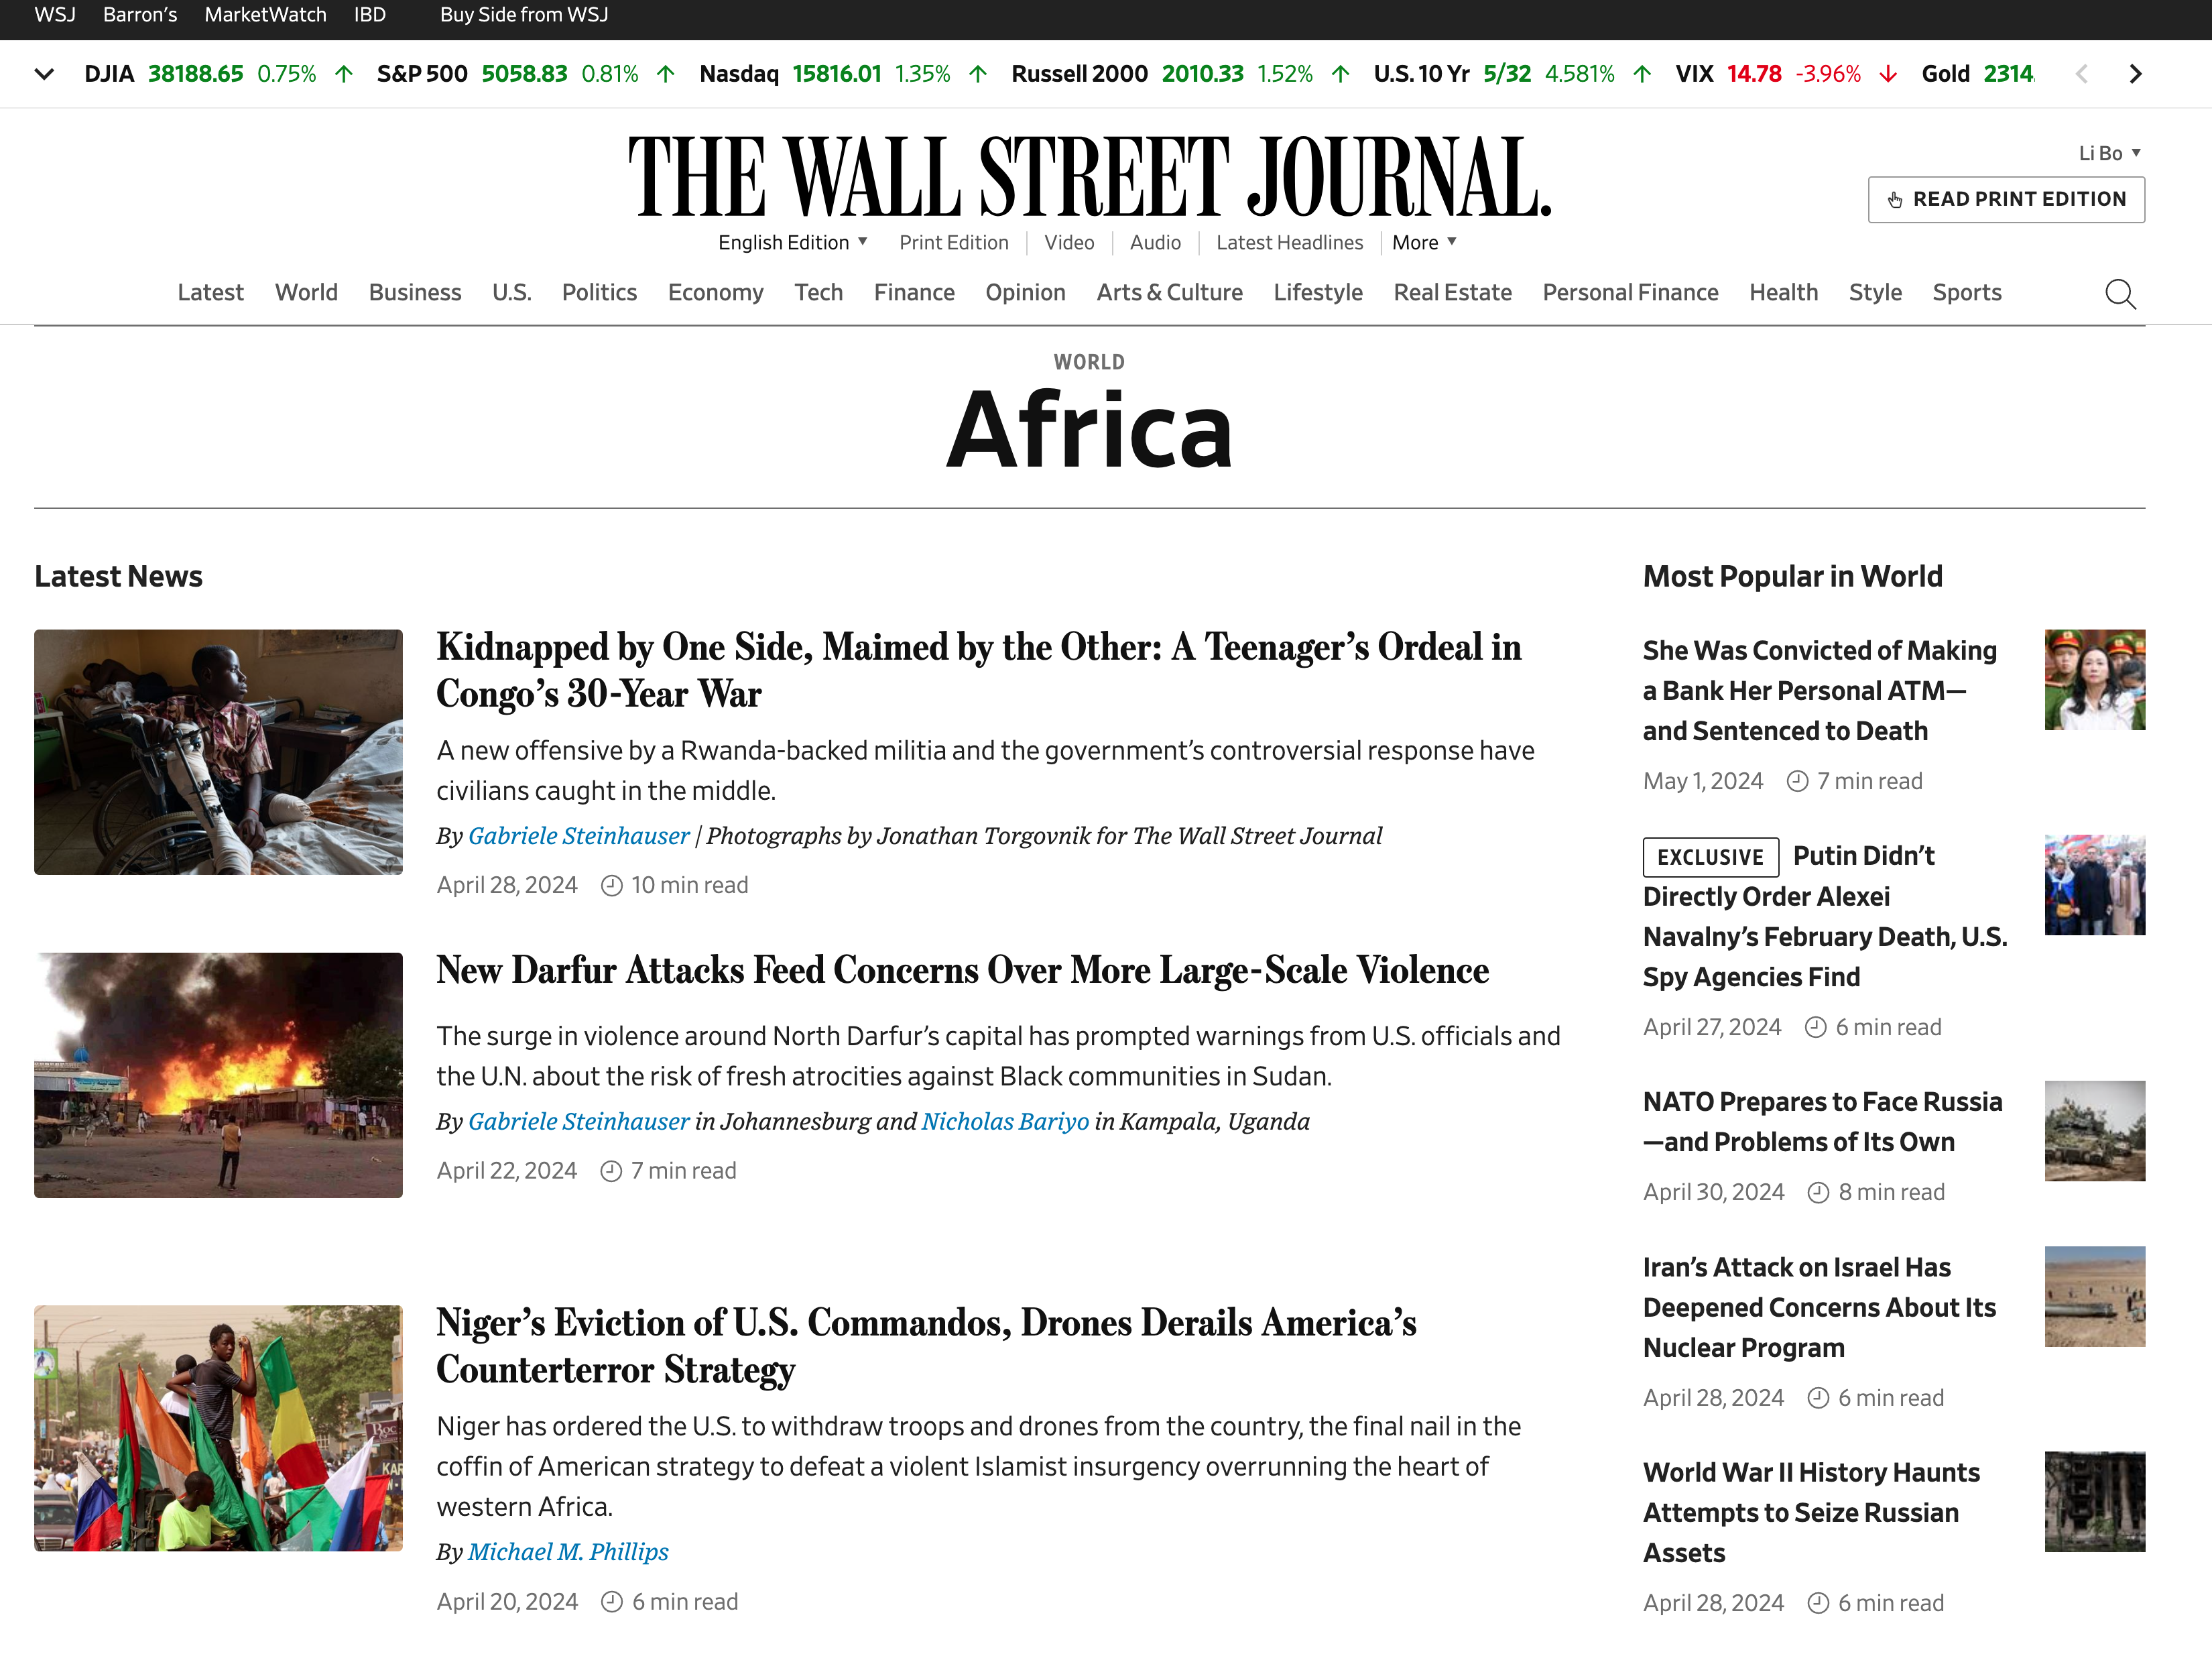 WSJ Barron's MarketWatch IBD Buy Side from WSJ
DJIA 38188.65 0.75% S&P 500 5058.83 0.81% Nasdaq 15816.01 1.35% Russell 2000 2010.33 1.52% U.S. 10 Yr 5/32 4.581% VIX 14.78 -3.96% Gold 2314
THE WALL STREET JOURNAL.
Li Bo
READ PRINT EDITION
English Edition Print Edition Video Audio Latest Headlines More
Latest World Business U.S. Politics Economy Tech Finance Opinion Arts & Culture Lifestyle Real Estate Personal Finance Health Style Sports
WORLD
Africa
Latest News
Kidnapped by One Side, Maimed by the Other: A Teenager’s Ordeal in
Congo’s 30-Year War
A new offensive by a Rwanda-backed militia and the government’s controversial response have
civilians caught in the middle.
By Gabriele Steinhauser | Photographs by Jonathan Torgovnik for The Wall Street Journal
April 28, 2024 10 min read
New Darfur Attacks Feed Concerns Over More Large-Scale Violence
The surge in violence around North Darfur’s capital has prompted warnings from U.S. officials and
the U.N. about the risk of fresh atrocities against Black communities in Sudan.
By Gabriele Steinhauser in Johannesburg and Nicholas Bariyo in Kampala, Uganda
April 22, 2024 7 min read
Niger’s Eviction of U.S. Commandos, Drones Derails America’s
Counterterror Strategy
Niger has ordered the U.S. to withdraw troops and drones from the country, the final nail in the
coffin of American strategy to defeat a violent Islamist insurgency overrunning the heart of
western Africa.
By Michael M. Phillips
April 20, 2024 6 min read
Most Popular in World
She Was Convicted of Making
a Bank Her Personal ATM—
and Sentenced to Death
May 1, 2024 7 min read
EXCLUSIVE Putin Didn’t
Directly Order Alexei
Navalny’s February Death, U.S.
Spy Agencies Find
April 27, 2024 6 min read
NATO Prepares to Face Russia
—and Problems of Its Own
April 30, 2024 8 min read
Iran’s Attack on Israel Has
Deepened Concerns About Its
Nuclear Program
April 28, 2024 6 min read
World War II History Haunts
Attempts to Seize Russian
Assets
April 28, 2024 6 min read